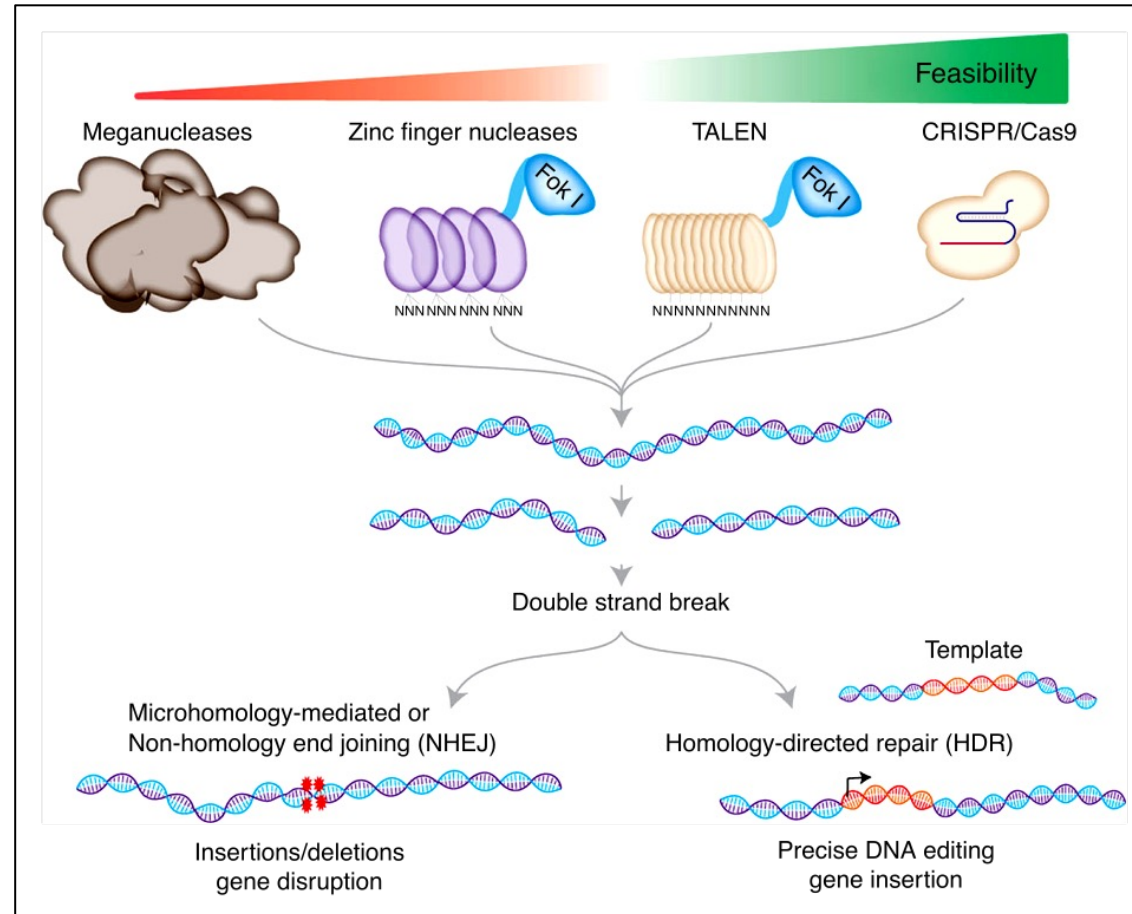 Feasibility
Meganucleases
Zinc finger nucleases
TALEN
CRISPR/Cas9
Fok I
Fok I
NNN NNN NNN NNN
NNNNNNNNNNNN
Double strand break
Template
Microhomology-mediated or
Non-homology end joining (NHEJ)
Homology-directed repair (HDR)
Insertions/deletions
gene disruption
Precise DNA editing
gene insertion